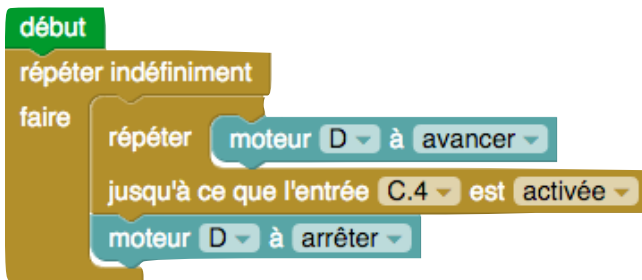 début
répéter indéfiniment
faire
répéter moteur D à avancer
jusqu'à ce que l'entrée C.4 est activée
moteur D à arrêter